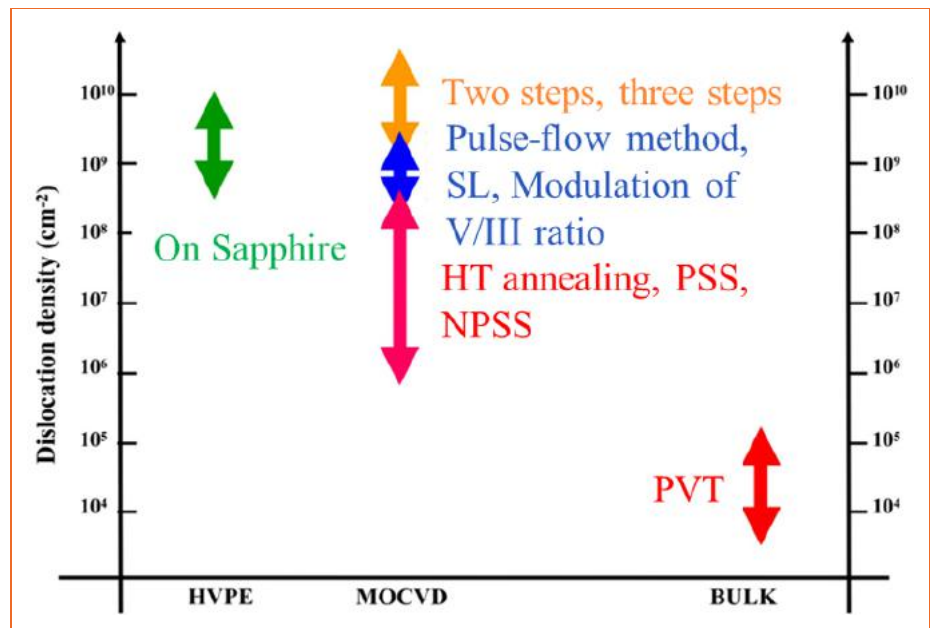 Dislocation density (cm⁻²)
10¹⁰
10⁹
10⁸
10⁷
10⁶
10⁵
10⁴
On Sapphire
Two steps, three steps
Pulse-flow method,
SL, Modulation of
V/III ratio
HT annealing, PSS,
NPSS
PVT
10¹⁰
10⁹
10⁸
10⁷
10⁶
10⁵
10⁴
HVPE
MOCVD
BULK